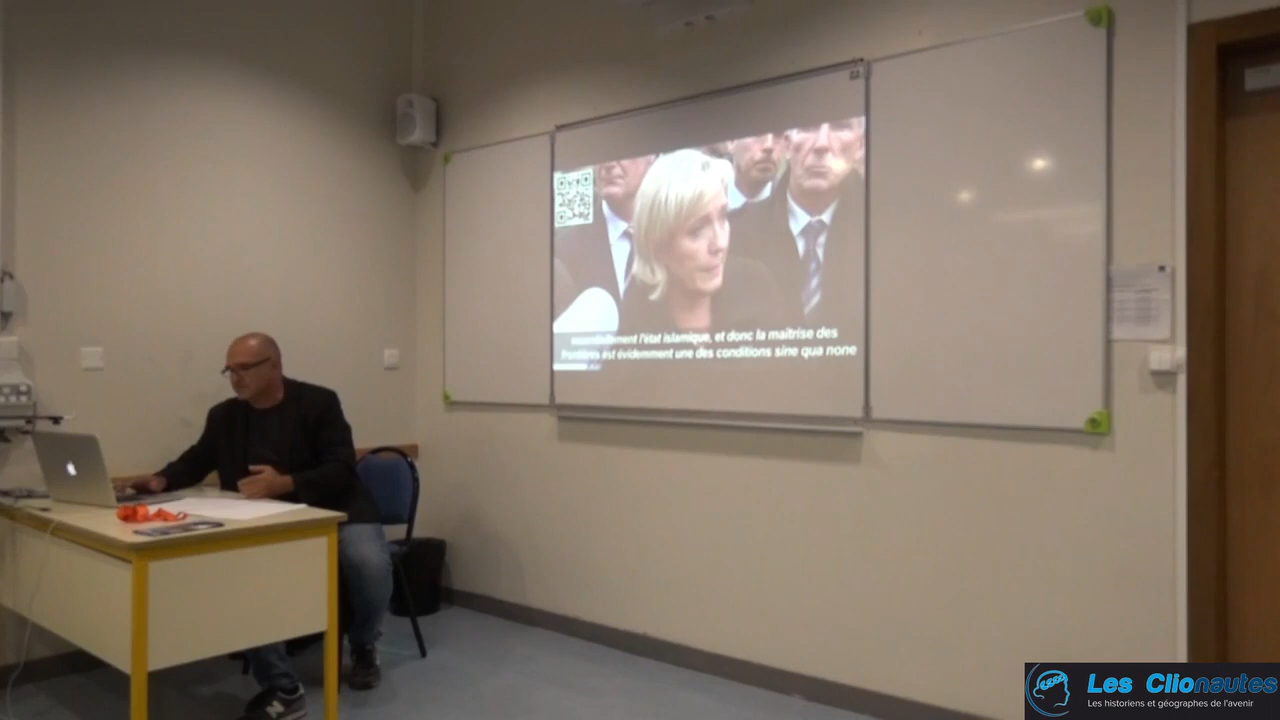 l'état islamique, et donc la maîtrise des
est évidemment une des conditions sine qua none
N
Les Clionautes
Les historiens et géographes de l'avenir